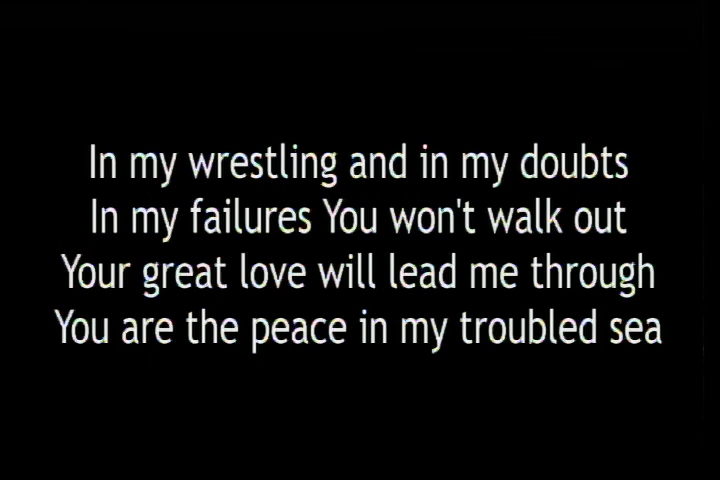 In my wrestling and in my doubts
In my failures You won't walk out
Your great love will lead me through
You are the peace in my troubled sea